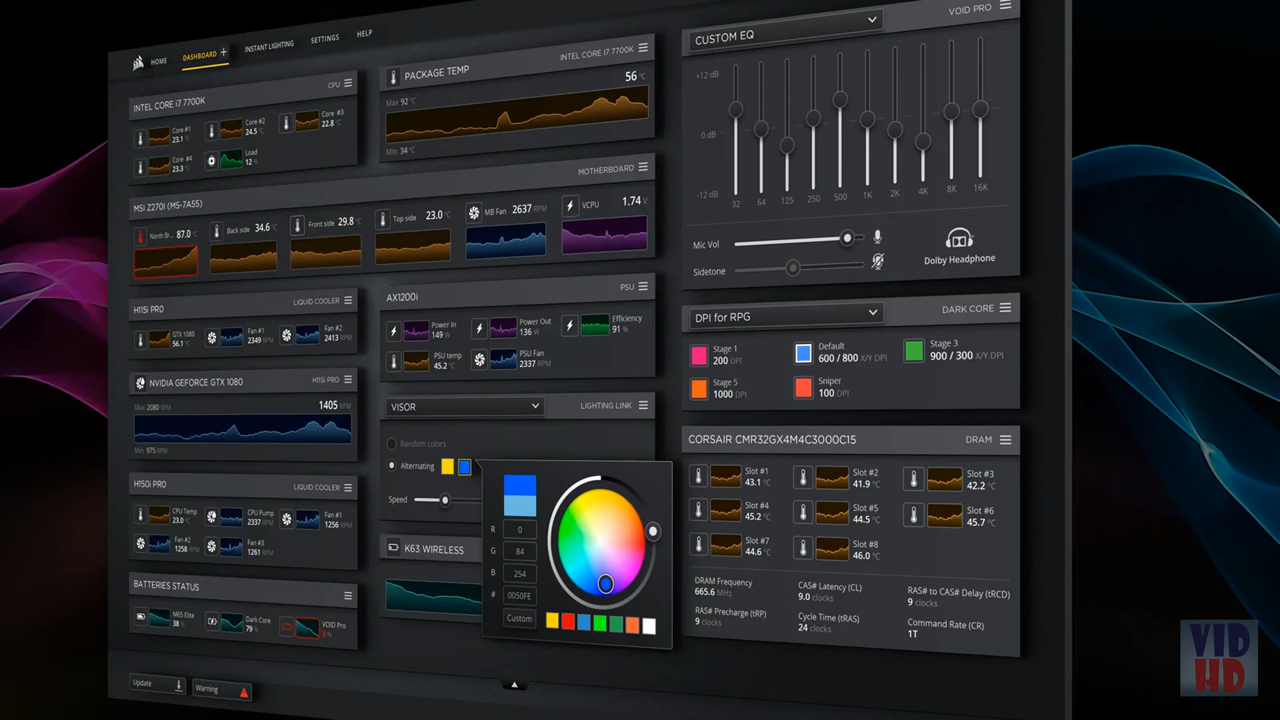 HOME
DASHBOARD +
INSTANT LIGHTING
SETTINGS
HELP
INTEL CORE i7 7700K
CPU
Core #1
23.1 °C
Core #2
24.5 °C
Core #3
22.8 °C
Core #4
23.3 °C
Load
12 %
PACKAGE TEMP
INTEL CORE I7 7700K
Max 92 °C
56 °C
Min 34 °C
MSI Z270I (MS-7A55)
MOTHERBOARD
North Br... 87.0 °C
Back side 34.6 °C
Front side 29.8 °C
Top side 23.0 °C
MB Fan 2637 RPM
VCPU 1.74 V
H115i PRO
LIQUID COOLER
GTX 1080
56.1 °C
Fan #1
2349 RPM
Fan #2
2413 RPM
NVIDIA GEFORCE GTX 1080
H115i PRO
Max 2080 RPM
1405 RPM
Min 975 RPM
H150i PRO
LIQUID COOLER
CPU Temp
23.0 °C
CPU Pump
2337 RPM
Fan #1
1256 RPM
Fan #2
1258 RPM
Fan #3
1261 RPM
BATTERIES STATUS
M65 Elite
38 %
Dark Core
79 %
VOID Pro
5 %
Update
Warning
AX1200i
PSU
Power In
149 W
Power Out
136 W
Efficiency
91 %
PSU temp
45.2 °C
PSU Fan
2337 RPM
VISOR
LIGHTING LINK
Random colors
Alternating
Speed
K63 WIRELESS
R 0
G 84
B 254
# 0050FE
Custom
CUSTOM EQ
VOID PRO
+12 dB
0 dB
-12 dB
32 64 125 250 500 1K 2K 4K 8K 16K
Mic Vol
Sidetone
Dolby Headphone
DPI for RPG
DARK CORE
Stage 1
200 DPI
Default
600 / 800 X/Y DPI
Stage 3
900 / 300 X/Y DPI
Stage 5
1000 DPI
Sniper
100 DPI
CORSAIR CMR32GX4M4C3000C15
DRAM
Slot #1
43.1 °C
Slot #2
41.9 °C
Slot #3
42.2 °C
Slot #4
45.2 °C
Slot #5
44.5 °C
Slot #6
45.7 °C
Slot #7
44.6 °C
Slot #8
46.0 °C
DRAM Frequency
665.6 MHz
CAS# Latency (CL)
9.0 clocks
RAS# to CAS# Delay (tRCD)
9 clocks
RAS# Precharge (tRP)
9 clocks
Cycle Time (tRAS)
24 clocks
Command Rate (CR)
1T
VID
HD